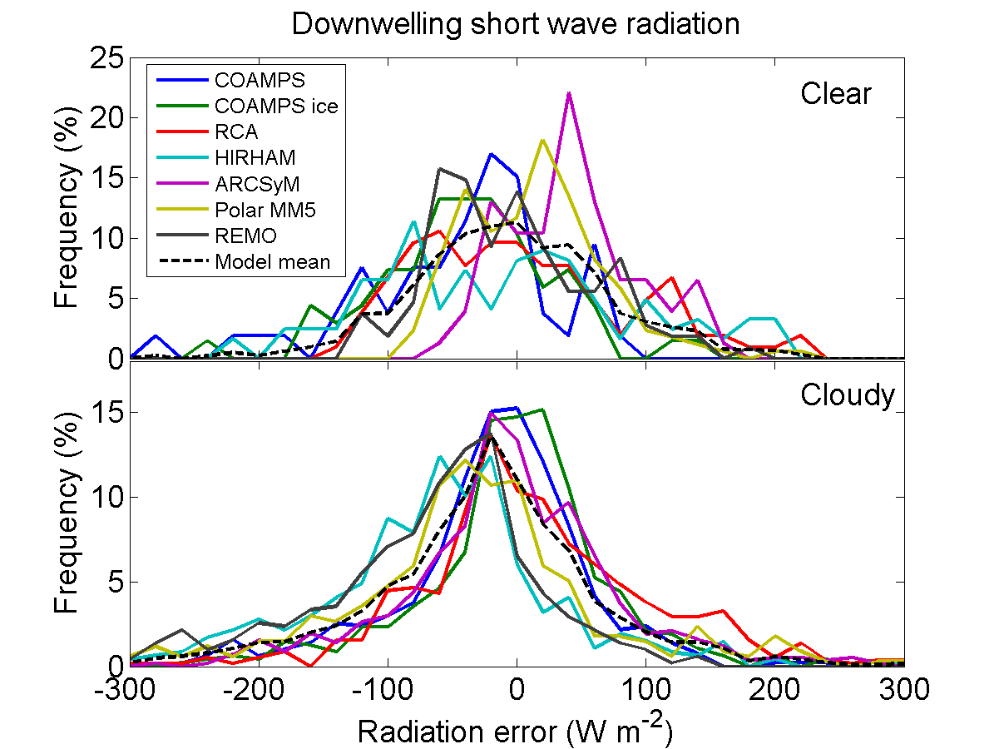 Downwelling short wave radiation
25
20
15
10
5
0
Frequency (%)
COAMPS
COAMPS ice
RCA
HIRHAM
ARCSyM
Polar MM5
REMO
Model mean
Clear
15
10
5
0
Frequency (%)
Cloudy
-300 -200 -100 0 100 200 300
Radiation error (W m-2)